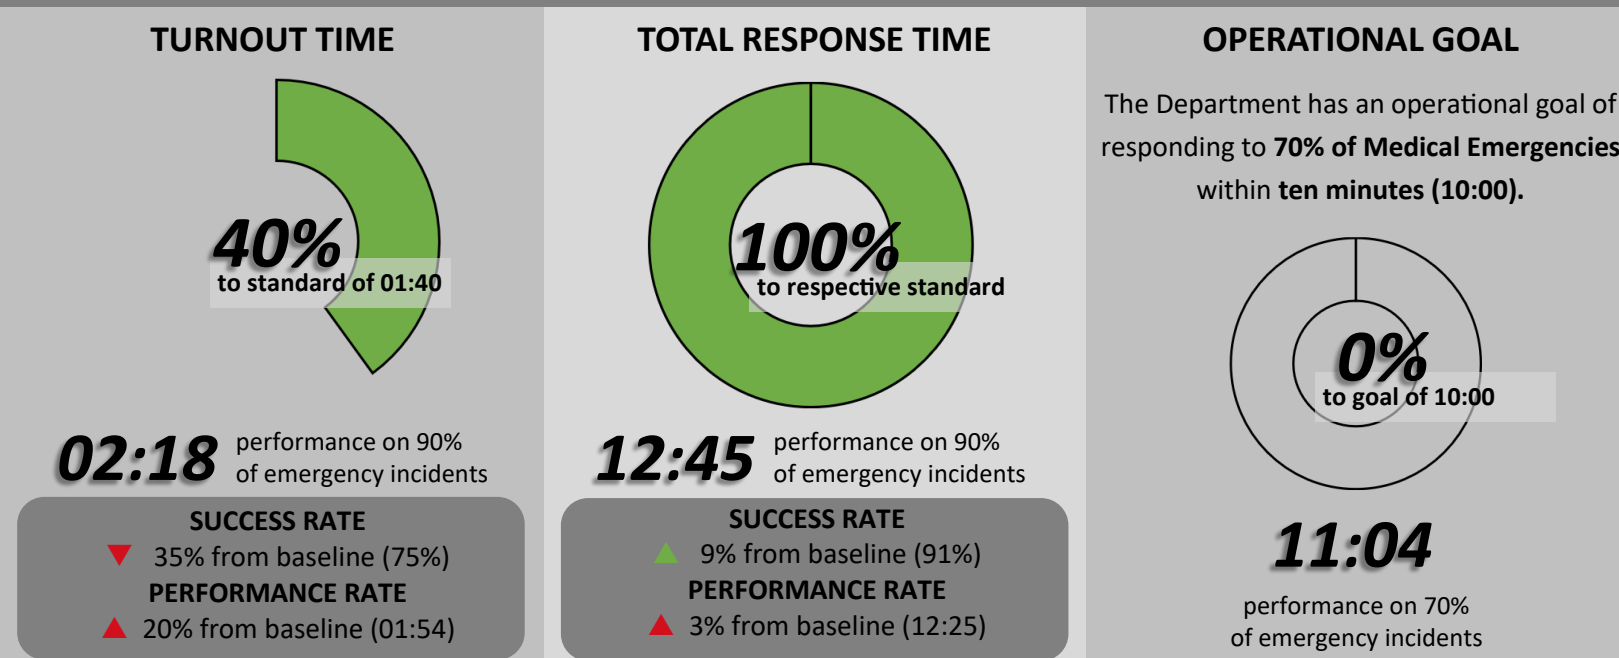 TURNOUT TIME
40%
to standard of 01:40
02:18
performance on 90%
of emergency incidents
SUCCESS RATE
35% from baseline (75%)
PERFORMANCE RATE
20% from baseline (01:54)
TOTAL RESPONSE TIME
100%
to respective standard
12:45
performance on 90%
of emergency incidents
SUCCESS RATE
9% from baseline (91%)
PERFORMANCE RATE
3% from baseline (12:25)
OPERATIONAL GOAL
The Department has an operational goal of
responding to 70% of Medical Emergencies
within ten minutes (10:00).
0%
to goal of 10:00
11:04
performance on 70%
of emergency incidents